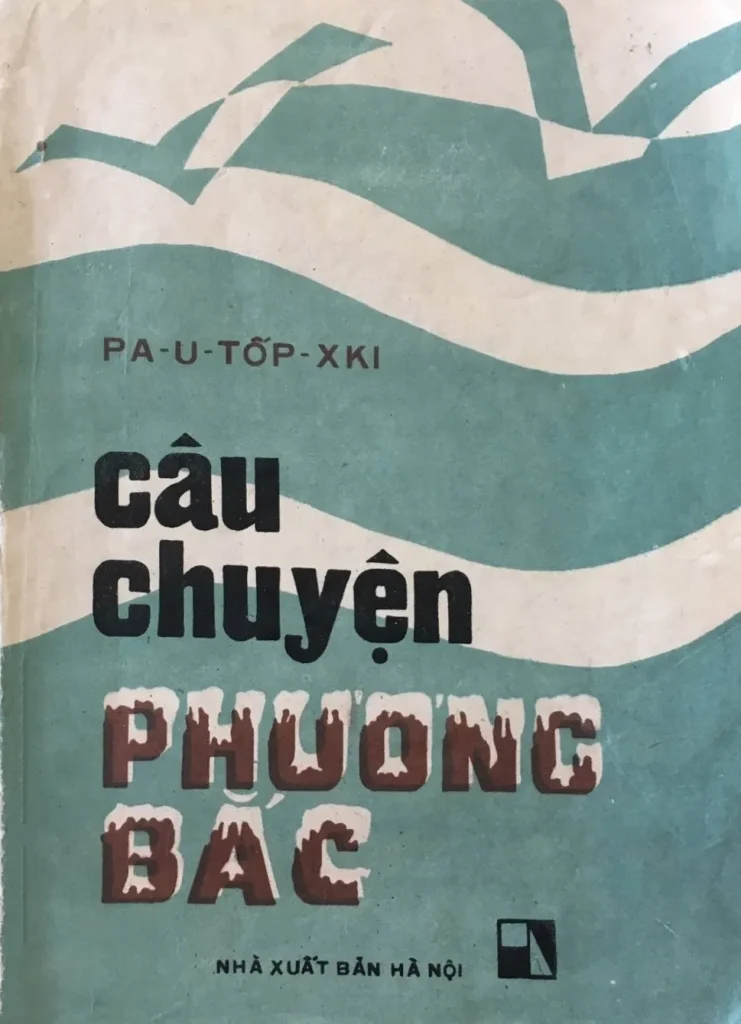 PA-U-TỐP-XKI
câu
chuyện
PHƯƠNG
BẮC
NHÀ XUẤT BẢN HÀ NỘI